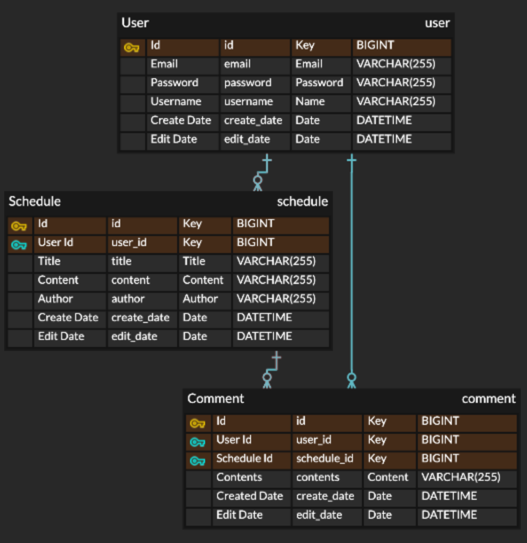 User user
Id id Key BIGINT
Email email Email VARCHAR(255)
Password password Password VARCHAR(255)
Username username Name VARCHAR(255)
Create Date create_date Date DATETIME
Edit Date edit_date Date DATETIME
Schedule schedule
Id id Key BIGINT
User Id user_id Key BIGINT
Title title Title VARCHAR(255)
Content content Content VARCHAR(255)
Author author Author VARCHAR(255)
Create Date create_date Date DATETIME
Edit Date edit_date Date DATETIME
Comment comment
Id id Key BIGINT
User Id user_id Key BIGINT
Schedule Id schedule_id Key BIGINT
Contents contents Content VARCHAR(255)
Created Date create_date Date DATETIME
Edit Date edit_date Date DATETIME